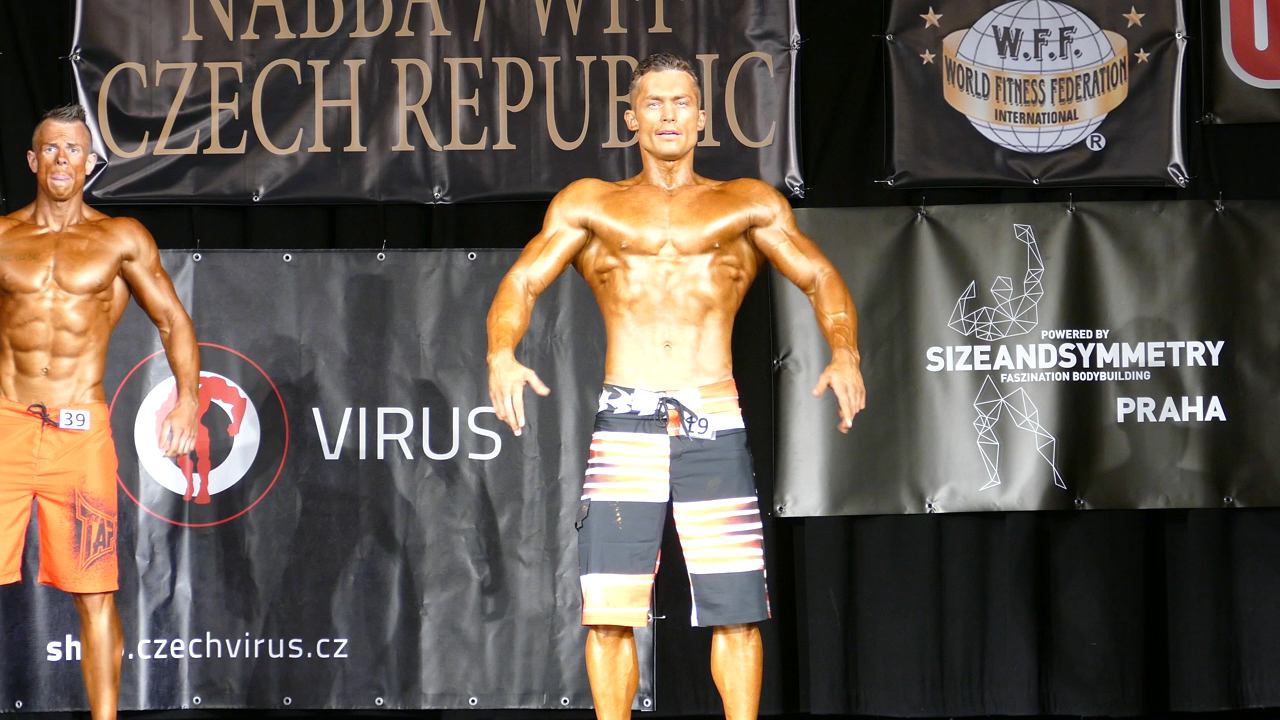 NABBA / WFF
CZECH REPUBLIC
W.F.F.
WORLD FITNESS FEDERATION
INTERNATIONAL
®
POWERED BY
SIZEANDSYMMETRY
FASZINATION BODYBUILDING
PRAHA
VIRUS
39
TAP
.czechvirus.cz